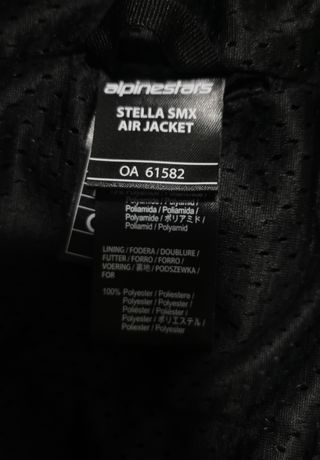 alpinestars
STELLA SMX
AIR JACKET
OA 61582
Poliamida / Poliamida /
Polyamide / ポリアミド /
Poliamid / Polyamid
LINING / FODERA / DOUBLURE /
FUTTER / FORRO / FORRO /
VOERING / 裏地 / PODSZEWKA /
FOR
100% Polyester / Poliestere /
Polyester / Polyester /
Poliéster / Poliester /
Polyester / ポリエステル /
Poliester / Polyester